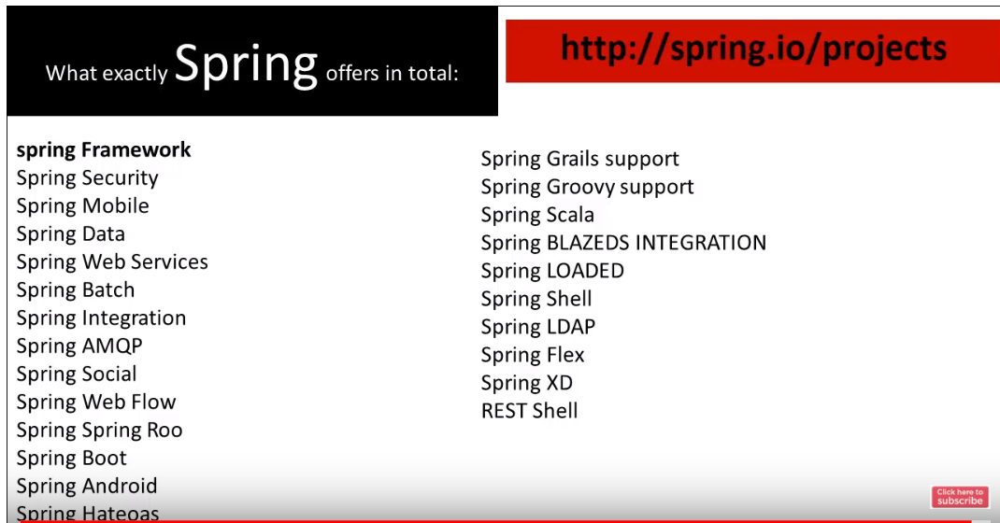 What exactly Spring offers in total:
http://spring.io/projects
spring Framework
Spring Security
Spring Mobile
Spring Data
Spring Web Services
Spring Batch
Spring Integration
Spring AMQP
Spring Social
Spring Web Flow
Spring Spring Roo
Spring Boot
Spring Android
Spring Hateoas
Spring Grails support
Spring Groovy support
Spring Scala
Spring BLAZEDS INTEGRATION
Spring LOADED
Spring Shell
Spring LDAP
Spring Flex
Spring XD
REST Shell
Click here to
subscribe